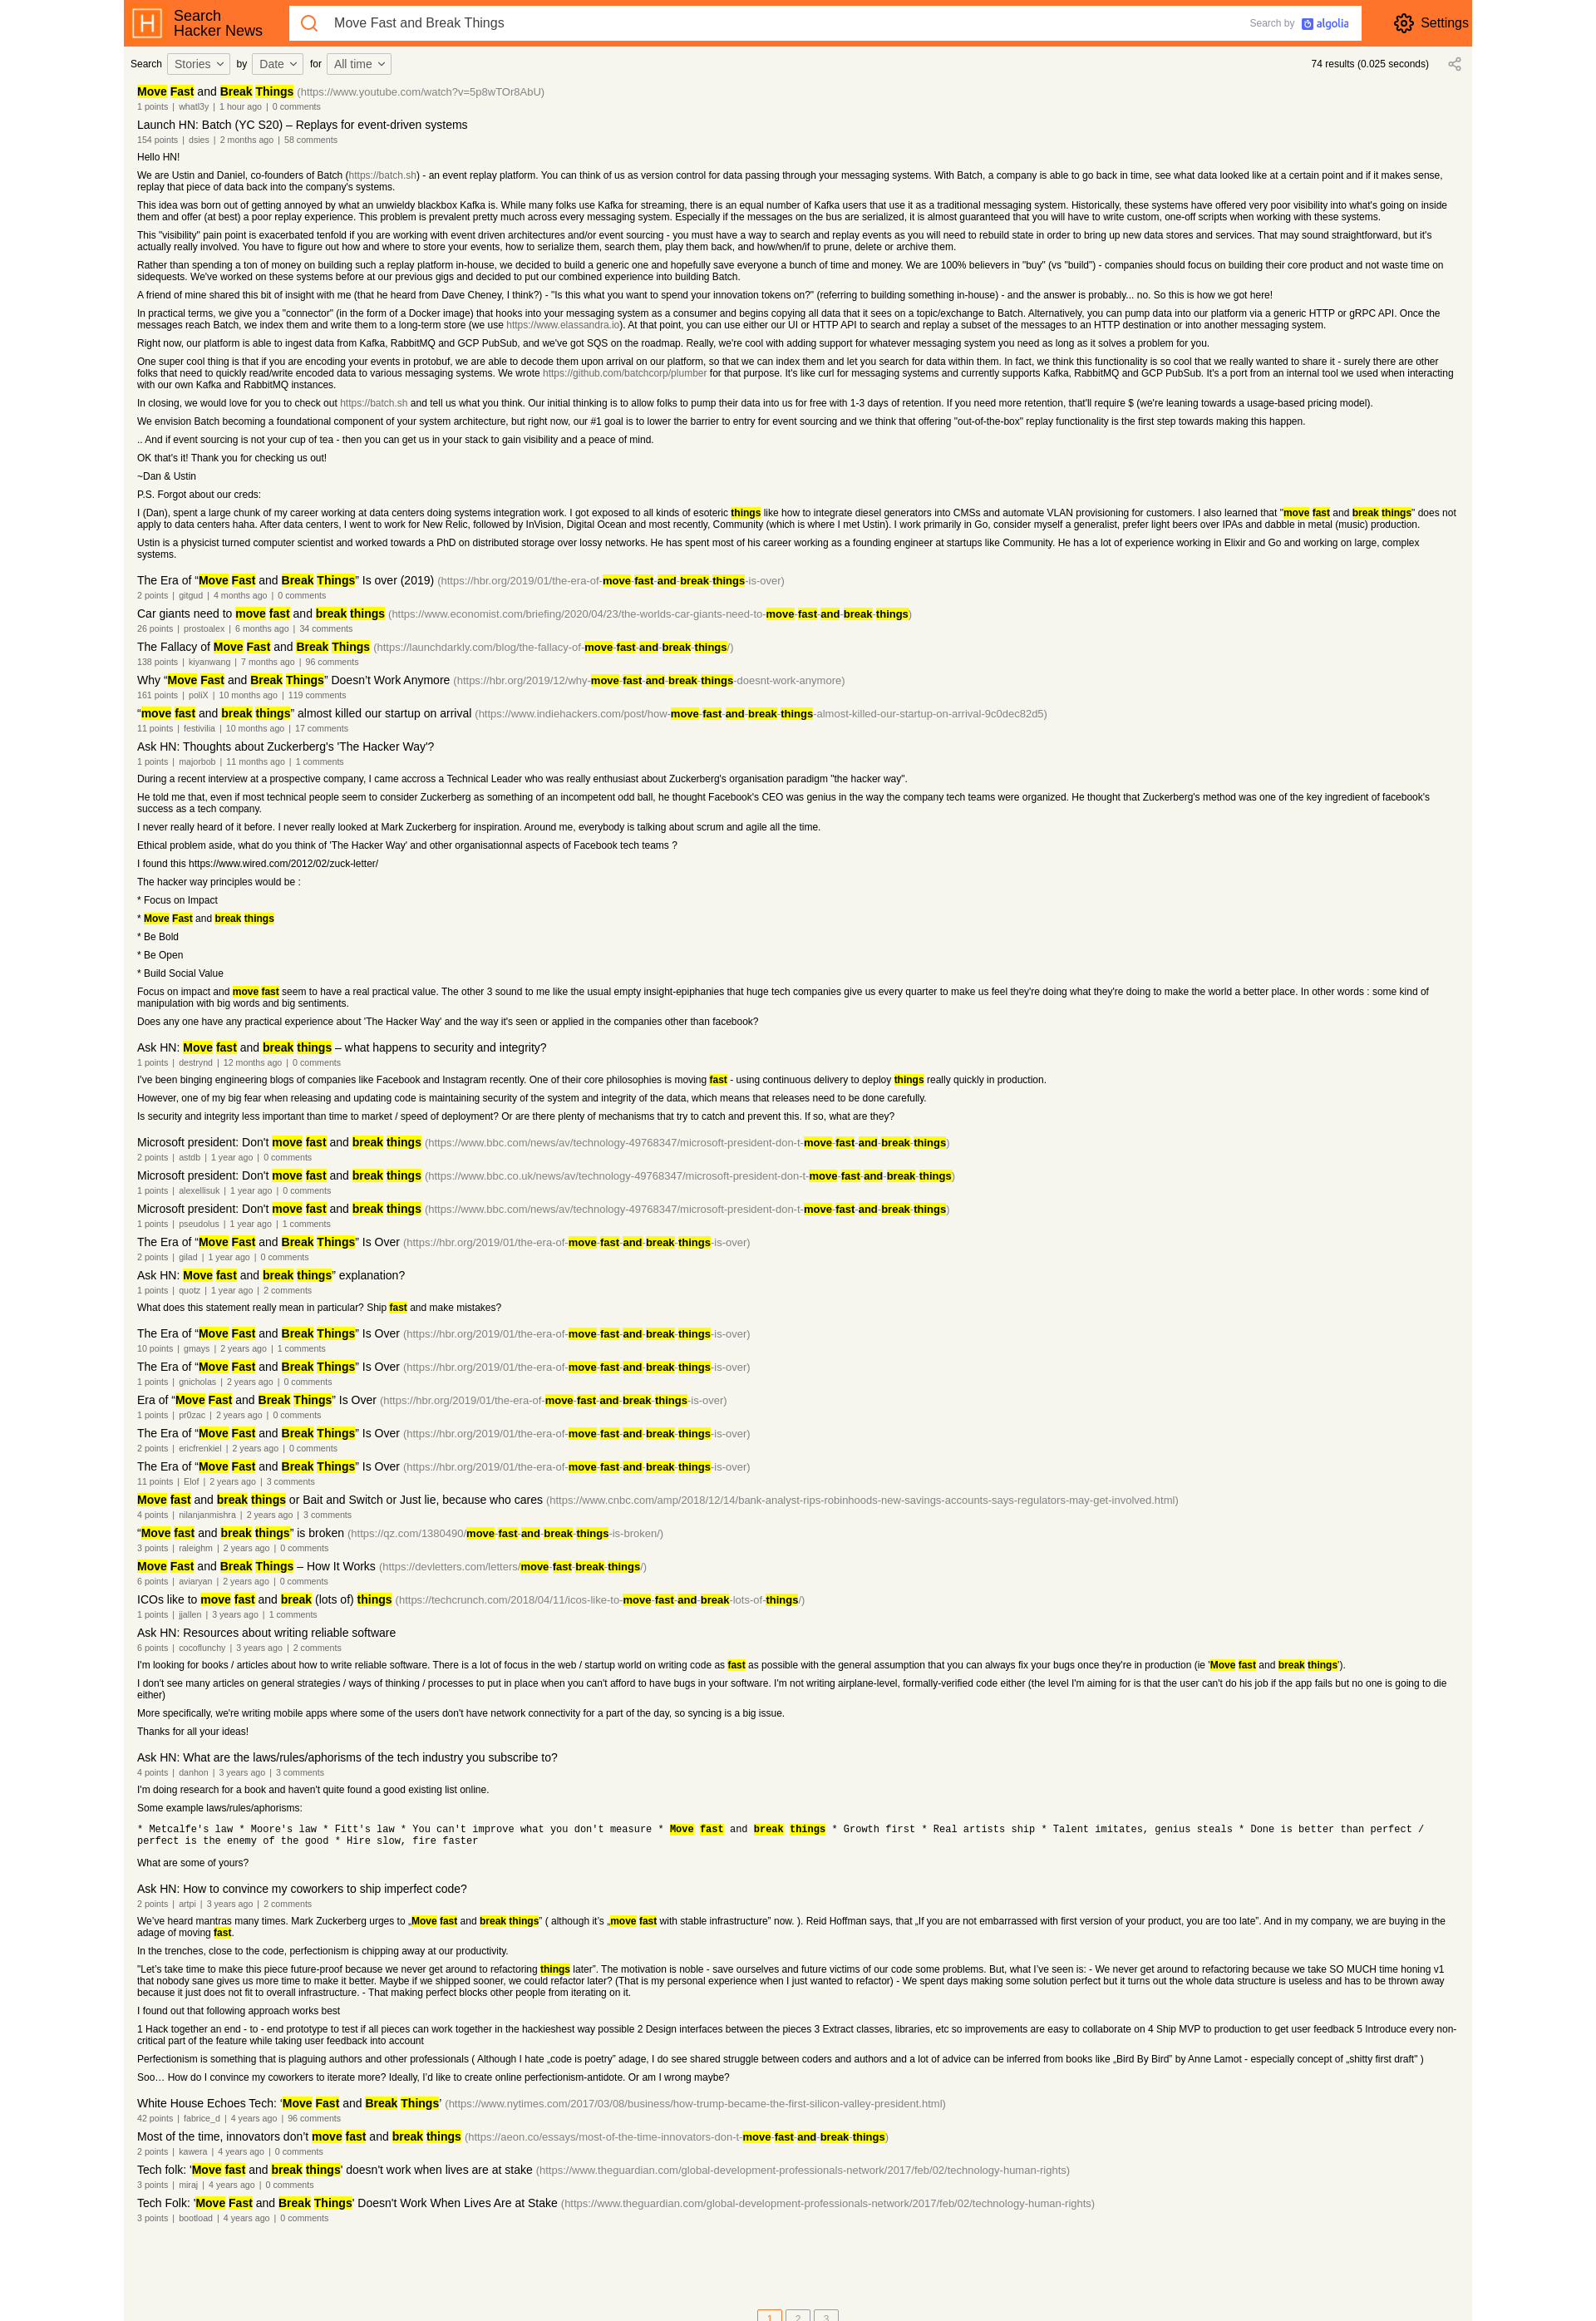 Search
Hacker News
Move Fast and Break Things
Search by algolia
Settings
Search Stories by Date for All time
74 results (0.025 seconds)
Move Fast and Break Things (https://www.youtube.com/watch?v=5p8wTOr8AbU)
1 points | whatl3y | 1 hour ago | 0 comments
Launch HN: Batch (YC S20) – Replays for event-driven systems
154 points | dsies | 2 months ago | 58 comments
Hello HN!
We are Ustin and Daniel, co-founders of Batch (https://batch.sh) - an event replay platform. You can think of us as version control for data passing through your messaging systems. With Batch, a company is able to go back in time, see what data looked like at a certain point and if it makes sense,
replay that piece of data back into the company's systems.
This idea was born out of getting annoyed by what an unwieldy blackbox Kafka is. While many folks use Kafka for streaming, there is an equal number of Kafka users that use it as a traditional messaging system. Historically, these systems have offered very poor visibility into what's going on inside
them and offer (at best) a poor replay experience. This problem is prevalent pretty much across every messaging system. Especially if the messages on the bus are serialized, it is almost guaranteed that you will have to write custom, one-off scripts when working with these systems.
This "visibility" pain point is exacerbated tenfold if you are working with event driven architectures and/or event sourcing - you must have a way to search and replay events as you will need to rebuild state in order to bring up new data stores and services. That may sound straightforward, but it's
actually really involved. You have to figure out how and where to store your events, how to serialize them, search them, play them back, and how/when/if to prune, delete or archive them.
Rather than spending a ton of money on building such a replay platform in-house, we decided to build a generic one and hopefully save everyone a bunch of time and money. We are 100% believers in "buy" (vs "build") - companies should focus on building their core product and not waste time on
sidequests. We've worked on these systems before at our previous gigs and decided to put our combined experience into building Batch.
A friend of mine shared this bit of insight with me (that he heard from Dave Cheney, I think?) - "Is this what you want to spend your innovation tokens on?" (referring to building something in-house) - and the answer is probably... no. So this is how we got here!
In practical terms, we give you a "connector" (in the form of a Docker image) that hooks into your messaging system as a consumer and begins copying all data that it sees on a topic/exchange to Batch. Alternatively, you can pump data into our platform via a generic HTTP or gRPC API. Once the
messages reach Batch, we index them and write them to a long-term store (we use https://www.elassandra.io). At that point, you can use either our UI or HTTP API to search and replay a subset of the messages to an HTTP destination or into another messaging system.
Right now, our platform is able to ingest data from Kafka, RabbitMQ and GCP PubSub, and we've got SQS on the roadmap. Really, we're cool with adding support for whatever messaging system you need as long as it solves a problem for you.
One super cool thing is that if you are encoding your events in protobuf, we are able to decode them upon arrival on our platform, so that we can index them and let you search for data within them. In fact, we think this functionality is so cool that we really wanted to share it - surely there are other
folks that need to quickly read/write encoded data to various messaging systems. We wrote https://github.com/batchcorp/plumber for that purpose. It's like curl for messaging systems and currently supports Kafka, RabbitMQ and GCP PubSub. It's a port from an internal tool we used when interacting
with our own Kafka and RabbitMQ instances.
In closing, we would love for you to check out https://batch.sh and tell us what you think. Our initial thinking is to allow folks to pump their data into us for free with 1-3 days of retention. If you need more retention, that'll require $ (we're leaning towards a usage-based pricing model).
We envision Batch becoming a foundational component of your system architecture, but right now, our #1 goal is to lower the barrier to entry for event sourcing and we think that offering "out-of-the-box" replay functionality is the first step towards making this happen.
.. And if event sourcing is not your cup of tea - then you can get us in your stack to gain visibility and a peace of mind.
OK that's it! Thank you for checking us out!
~Dan & Ustin
P.S. Forgot about our creds:
I (Dan), spent a large chunk of my career working at data centers doing systems integration work. I got exposed to all kinds of esoteric things like how to integrate diesel generators into CMSs and automate VLAN provisioning for customers. I also learned that "move fast and break things" does not
apply to data centers haha. After data centers, I went to work for New Relic, followed by InVision, Digital Ocean and most recently, Community (which is where I met Ustin). I work primarily in Go, consider myself a generalist, prefer light beers over IPAs and dabble in metal (music) production.
Ustin is a physicist turned computer scientist and worked towards a PhD on distributed storage over lossy networks. He has spent most of his career working as a founding engineer at startups like Community. He has a lot of experience working in Elixir and Go and working on large, complex
systems.
The Era of “Move Fast and Break Things” Is over (2019) (https://hbr.org/2019/01/the-era-of-move-fast-and-break-things-is-over)
2 points | gitgud | 4 months ago | 0 comments
Car giants need to move fast and break things (https://www.economist.com/briefing/2020/04/23/the-worlds-car-giants-need-to-move-fast-and-break-things)
26 points | prostoalex | 6 months ago | 34 comments
The Fallacy of Move Fast and Break Things (https://launchdarkly.com/blog/the-fallacy-of-move-fast-and-break-things/)
138 points | kiyanwang | 7 months ago | 96 comments
Why “Move Fast and Break Things” Doesn’t Work Anymore (https://hbr.org/2019/12/why-move-fast-and-break-things-doesnt-work-anymore)
161 points | poliX | 10 months ago | 119 comments
“move fast and break things” almost killed our startup on arrival (https://www.indiehackers.com/post/how-move-fast-and-break-things-almost-killed-our-startup-on-arrival-9c0dec82d5)
11 points | festivilia | 10 months ago | 17 comments
Ask HN: Thoughts about Zuckerberg's 'The Hacker Way'?
1 points | majorbob | 11 months ago | 1 comments
During a recent interview at a prospective company, I came accross a Technical Leader who was really enthusiast about Zuckerberg's organisation paradigm "the hacker way".
He told me that, even if most technical people seem to consider Zuckerberg as something of an incompetent odd ball, he thought Facebook's CEO was genius in the way the company tech teams were organized. He thought that Zuckerberg's method was one of the key ingredient of facebook's
success as a tech company.
I never really heard of it before. I never really looked at Mark Zuckerberg for inspiration. Around me, everybody is talking about scrum and agile all the time.
Ethical problem aside, what do you think of 'The Hacker Way' and other organisationnal aspects of Facebook tech teams ?
I found this https://www.wired.com/2012/02/zuck-letter/
The hacker way principles would be :
* Focus on Impact
* Move Fast and break things
* Be Bold
* Be Open
* Build Social Value
Focus on impact and move fast seem to have a real practical value. The other 3 sound to me like the usual empty insight-epiphanies that huge tech companies give us every quarter to make us feel they're doing what they're doing to make the world a better place. In other words : some kind of
manipulation with big words and big sentiments.
Does any one have any practical experience about 'The Hacker Way' and the way it's seen or applied in the companies other than facebook?
Ask HN: Move fast and break things – what happens to security and integrity?
1 points | destrynd | 12 months ago | 0 comments
I've been binging engineering blogs of companies like Facebook and Instagram recently. One of their core philosophies is moving fast - using continuous delivery to deploy things really quickly in production.
However, one of my big fear when releasing and updating code is maintaining security of the system and integrity of the data, which means that releases need to be done carefully.
Is security and integrity less important than time to market / speed of deployment? Or are there plenty of mechanisms that try to catch and prevent this. If so, what are they?
Microsoft president: Don't move fast and break things (https://www.bbc.com/news/av/technology-49768347/microsoft-president-don-t-move-fast-and-break-things)
2 points | astdb | 1 year ago | 0 comments
Microsoft president: Don't move fast and break things (https://www.bbc.co.uk/news/av/technology-49768347/microsoft-president-don-t-move-fast-and-break-things)
1 points | alexellisuk | 1 year ago | 0 comments
Microsoft president: Don't move fast and break things (https://www.bbc.com/news/av/technology-49768347/microsoft-president-don-t-move-fast-and-break-things)
1 points | pseudolus | 1 year ago | 1 comments
The Era of “Move Fast and Break Things” Is Over (https://hbr.org/2019/01/the-era-of-move-fast-and-break-things-is-over)
2 points | gilad | 1 year ago | 0 comments
Ask HN: Move fast and break things” explanation?
1 points | quotz | 1 year ago | 2 comments
What does this statement really mean in particular? Ship fast and make mistakes?
The Era of “Move Fast and Break Things” Is Over (https://hbr.org/2019/01/the-era-of-move-fast-and-break-things-is-over)
10 points | gmays | 2 years ago | 1 comments
The Era of “Move Fast and Break Things” Is Over (https://hbr.org/2019/01/the-era-of-move-fast-and-break-things-is-over)
1 points | gnicholas | 2 years ago | 0 comments
Era of “Move Fast and Break Things” Is Over (https://hbr.org/2019/01/the-era-of-move-fast-and-break-things-is-over)
1 points | pr0zac | 2 years ago | 0 comments
The Era of “Move Fast and Break Things” Is Over (https://hbr.org/2019/01/the-era-of-move-fast-and-break-things-is-over)
2 points | ericfrenkiel | 2 years ago | 0 comments
The Era of “Move Fast and Break Things” Is Over (https://hbr.org/2019/01/the-era-of-move-fast-and-break-things-is-over)
11 points | Elof | 2 years ago | 3 comments
Move fast and break things or Bait and Switch or Just lie, because who cares (https://www.cnbc.com/amp/2018/12/14/bank-analyst-rips-robinhoods-new-savings-accounts-says-regulators-may-get-involved.html)
4 points | nilanjanmishra | 2 years ago | 3 comments
“Move fast and break things” is broken (https://qz.com/1380490/move-fast-and-break-things-is-broken/)
3 points | raleighm | 2 years ago | 0 comments
Move Fast and Break Things – How It Works (https://devletters.com/letters/move-fast-break-things/)
6 points | aviaryan | 2 years ago | 0 comments
ICOs like to move fast and break (lots of) things (https://techcrunch.com/2018/04/11/icos-like-to-move-fast-and-break-lots-of-things/)
1 points | jjallen | 3 years ago | 1 comments
Ask HN: Resources about writing reliable software
6 points | cocoflunchy | 3 years ago | 2 comments
I'm looking for books / articles about how to write reliable software. There is a lot of focus in the web / startup world on writing code as fast as possible with the general assumption that you can always fix your bugs once they're in production (ie 'Move fast and break things').
I don't see many articles on general strategies / ways of thinking / processes to put in place when you can't afford to have bugs in your software. I'm not writing airplane-level, formally-verified code either (the level I'm aiming for is that the user can't do his job if the app fails but no one is going to die
either)
More specifically, we're writing mobile apps where some of the users don't have network connectivity for a part of the day, so syncing is a big issue.
Thanks for all your ideas!
Ask HN: What are the laws/rules/aphorisms of the tech industry you subscribe to?
4 points | danhon | 3 years ago | 3 comments
I'm doing research for a book and haven't quite found a good existing list online.
Some example laws/rules/aphorisms:
* Metcalfe's law * Moore's law * Fitt's law * You can't improve what you don't measure * Move fast and break things * Growth first * Real artists ship * Talent imitates, genius steals * Done is better than perfect /
perfect is the enemy of the good * Hire slow, fire faster
What are some of yours?
Ask HN: How to convince my coworkers to ship imperfect code?
2 points | artpi | 3 years ago | 2 comments
We’ve heard mantras many times. Mark Zuckerberg urges to „Move fast and break things” ( although it’s „move fast with stable infrastructure” now. ). Reid Hoffman says, that „If you are not embarrassed with first version of your product, you are too late”. And in my company, we are buying in the
adage of moving fast.
In the trenches, close to the code, perfectionism is chipping away at our productivity.
"Let’s take time to make this piece future-proof because we never get around to refactoring things later”. The motivation is noble - save ourselves and future victims of our code some problems. But, what I’ve seen is: - We never get around to refactoring because we take SO MUCH time honing v1
that nobody sane gives us more time to make it better. Maybe if we shipped sooner, we could refactor later? (That is my personal experience when I just wanted to refactor) - We spent days making some solution perfect but it turns out the whole data structure is useless and has to be thrown away
because it just does not fit to overall infrastructure. - That making perfect blocks other people from iterating on it.
I found out that following approach works best
1 Hack together an end - to - end prototype to test if all pieces can work together in the hackieshest way possible 2 Design interfaces between the pieces 3 Extract classes, libraries, etc so improvements are easy to collaborate on 4 Ship MVP to production to get user feedback 5 Introduce every non-
critical part of the feature while taking user feedback into account
Perfectionism is something that is plaguing authors and other professionals ( Although I hate „code is poetry” adage, I do see shared struggle between coders and authors and a lot of advice can be inferred from books like „Bird By Bird” by Anne Lamot - especially concept of „shitty first draft" )
Soo… How do I convince my coworkers to iterate more? Ideally, I’d like to create online perfectionism-antidote. Or am I wrong maybe?
White House Echoes Tech: ‘Move Fast and Break Things’ (https://www.nytimes.com/2017/03/08/business/how-trump-became-the-first-silicon-valley-president.html)
42 points | fabrice_d | 4 years ago | 96 comments
Most of the time, innovators don’t move fast and break things (https://aeon.co/essays/most-of-the-time-innovators-don-t-move-fast-and-break-things)
2 points | kawera | 4 years ago | 0 comments
Tech folk: 'Move fast and break things' doesn't work when lives are at stake (https://www.theguardian.com/global-development-professionals-network/2017/feb/02/technology-human-rights)
3 points | miraj | 4 years ago | 0 comments
Tech Folk: 'Move Fast and Break Things' Doesn't Work When Lives Are at Stake (https://www.theguardian.com/global-development-professionals-network/2017/feb/02/technology-human-rights)
3 points | bootload | 4 years ago | 0 comments
1 2 3